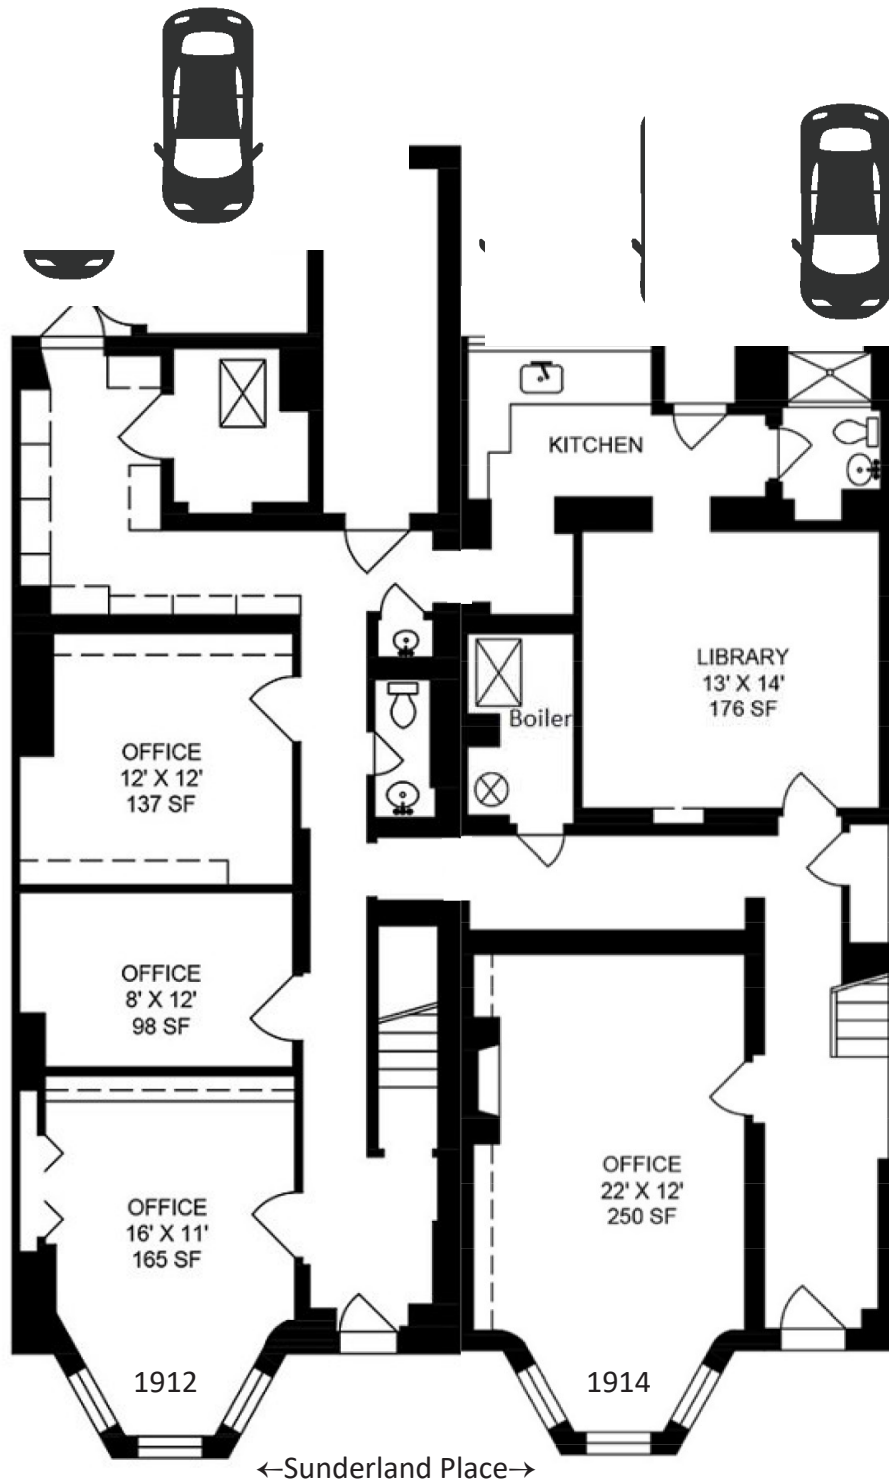 KITCHEN
LIBRARY
13' X 14'
176 SF
Boiler
OFFICE
12' X 12'
137 SF
OFFICE
8' X 12'
98 SF
OFFICE
22' X 12'
250 SF
OFFICE
16' X 11'
165 SF
1912
1914
←Sunderland Place→